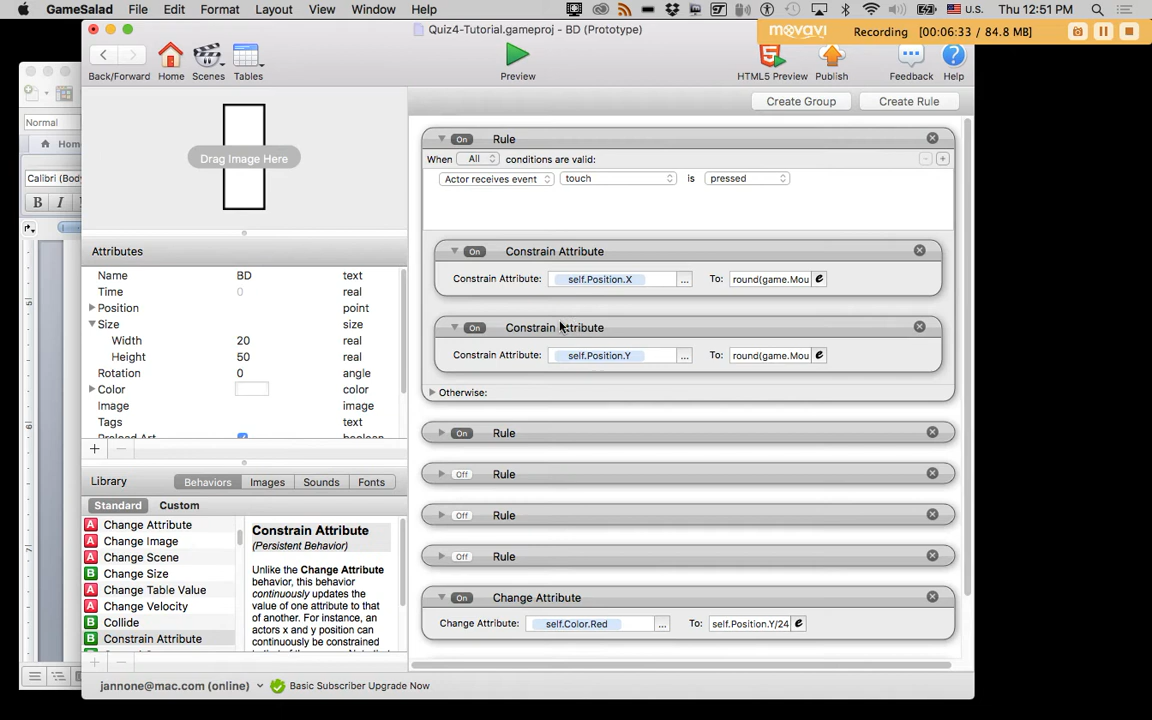 GameSalad File Edit Format Layout View Window Help U.S. Thu 12:51 PM
Quiz4-Tutorial.gameproj - BD (Prototype)
movavi Recording [00:06:33 / 84.8 MB]
Back/Forward Home Scenes Tables Preview HTML5 Preview Publish Feedback Help
Normal
Hom
Calibri (Body
B I
Drag Image Here
Create Group Create Rule
On Rule
When All conditions are valid:
Actor receives event touch is pressed
On Constrain Attribute
Constrain Attribute: self.Position.X ... To: round(game.Mou e
On Constrain Attribute
Constrain Attribute: self.Position.Y ... To: round(game.Mou e
Otherwise:
On Rule
Off Rule
Off Rule
Off Rule
On Change Attribute
Change Attribute: self.Color.Red ... To: self.Position.Y/24 e
Attributes
Name BD text
Time 0 real
Position point
Size size
Width 20 real
Height 50 real
Rotation 0 angle
Color color
Image image
Tags text
Preload Art boolean
Library Behaviors Images Sounds Fonts
Standard Custom
A Change Attribute
A Change Image
A Change Scene
B Change Size
A Change Table Value
A Change Velocity
B Collide
B Constrain Attribute
Constrain Attribute
(Persistent Behavior)
Unlike the Change Attribute
behavior, this behavior
continuously updates the
value of one attribute to that
of another. For instance, an
actors x and y position can
continuously be constrained
jannone@mac.com (online) Basic Subscriber Upgrade Now